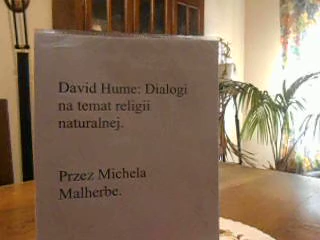 David Hume: Dialogi
na temat religii
naturalnej.
Przez Michela
Malherbe.